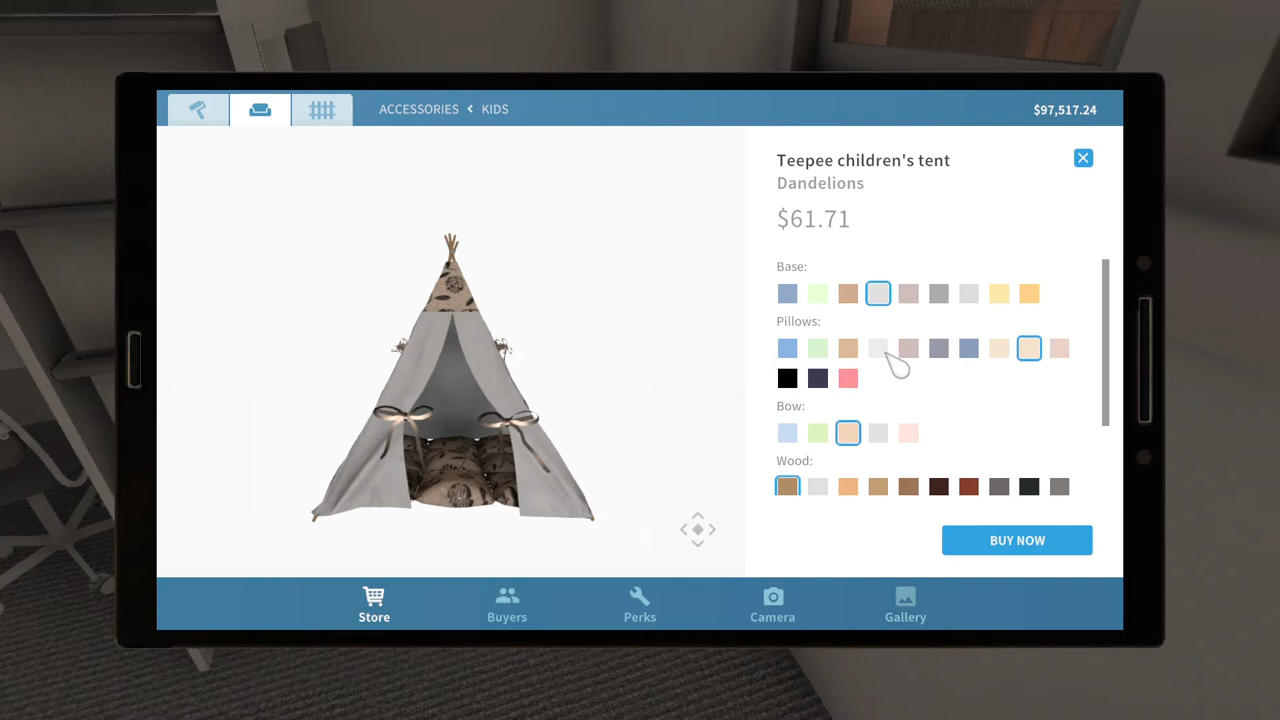 ACCESSORIES < KIDS
$97,517.24
Teepee children's tent
Dandelions
$61.71
Base:
Pillows:
Bow:
Wood:
BUY NOW
Store
Buyers
Perks
Camera
Gallery